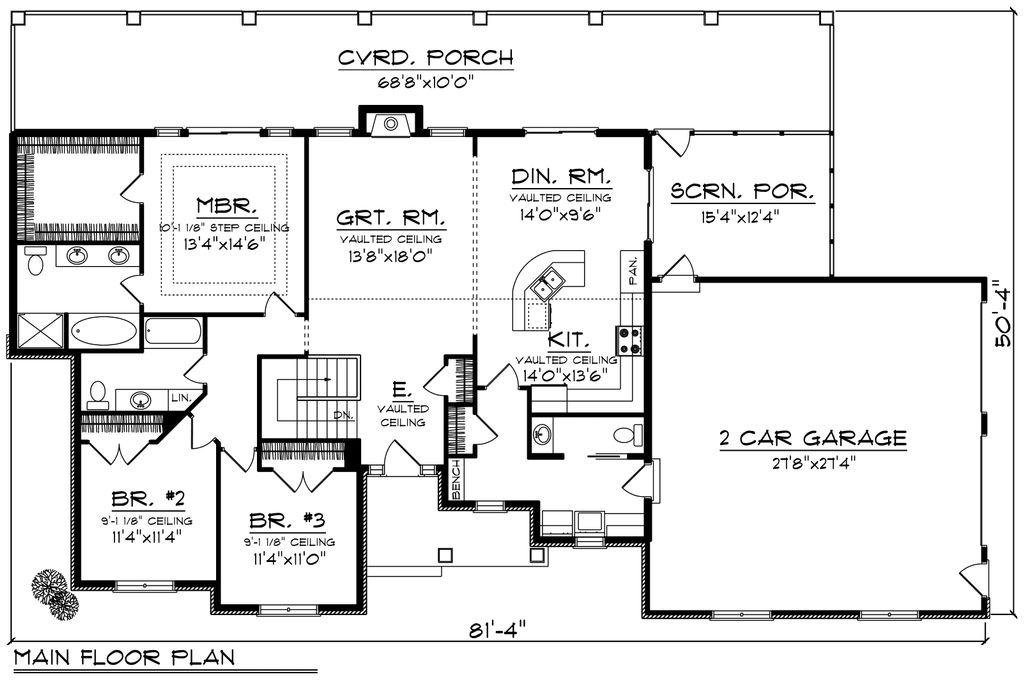 CVRD. PORCH
68'8"x10'0"
MBR.
10'-1 1/8" STEP CEILING
13'4"x14'6"
GRT. RM.
VAULTED CEILING
13'8"x18'0"
DIN. RM.
VAULTED CEILING
14'0"x9'6"
SCRN. POR.
15'4"x12'4"
PAN.
KIT.
VAULTED CEILING
14'0"x13'6"
50'-4"
LIN.
DN.
E.
VAULTED
CEILING
2 CAR GARAGE
27'8"x27'4"
BENCH
BR. #2
9'-1 1/8" CEILING
11'4"x11'4"
BR. #3
9'-1 1/8" CEILING
11'4"x11'0"
81'-4"
MAIN FLOOR PLAN